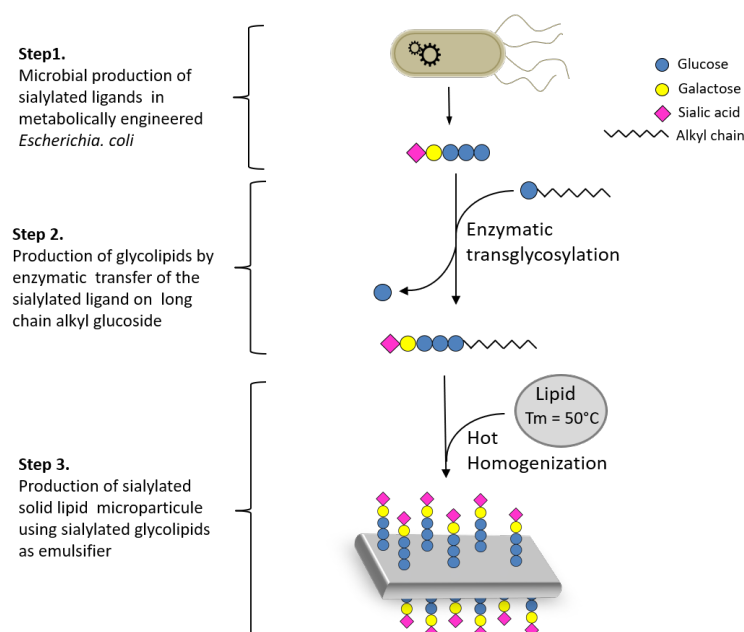 Step1.
Microbial production of
sialylated ligands in
metabolically engineered
Escherichia. coli
Glucose
Galactose
Sialic acid
Alkyl chain
Step 2.
Production of glycolipids by
enzymatic transfer of the
sialylated ligand on long
chain alkyl glucoside
Enzymatic
transglycosylation
Step 3.
Production of sialylated
solid lipid microparticule
using sialylated glycolipids
as emulsifier
Lipid
Tm = 50°C
Hot
Homogenization